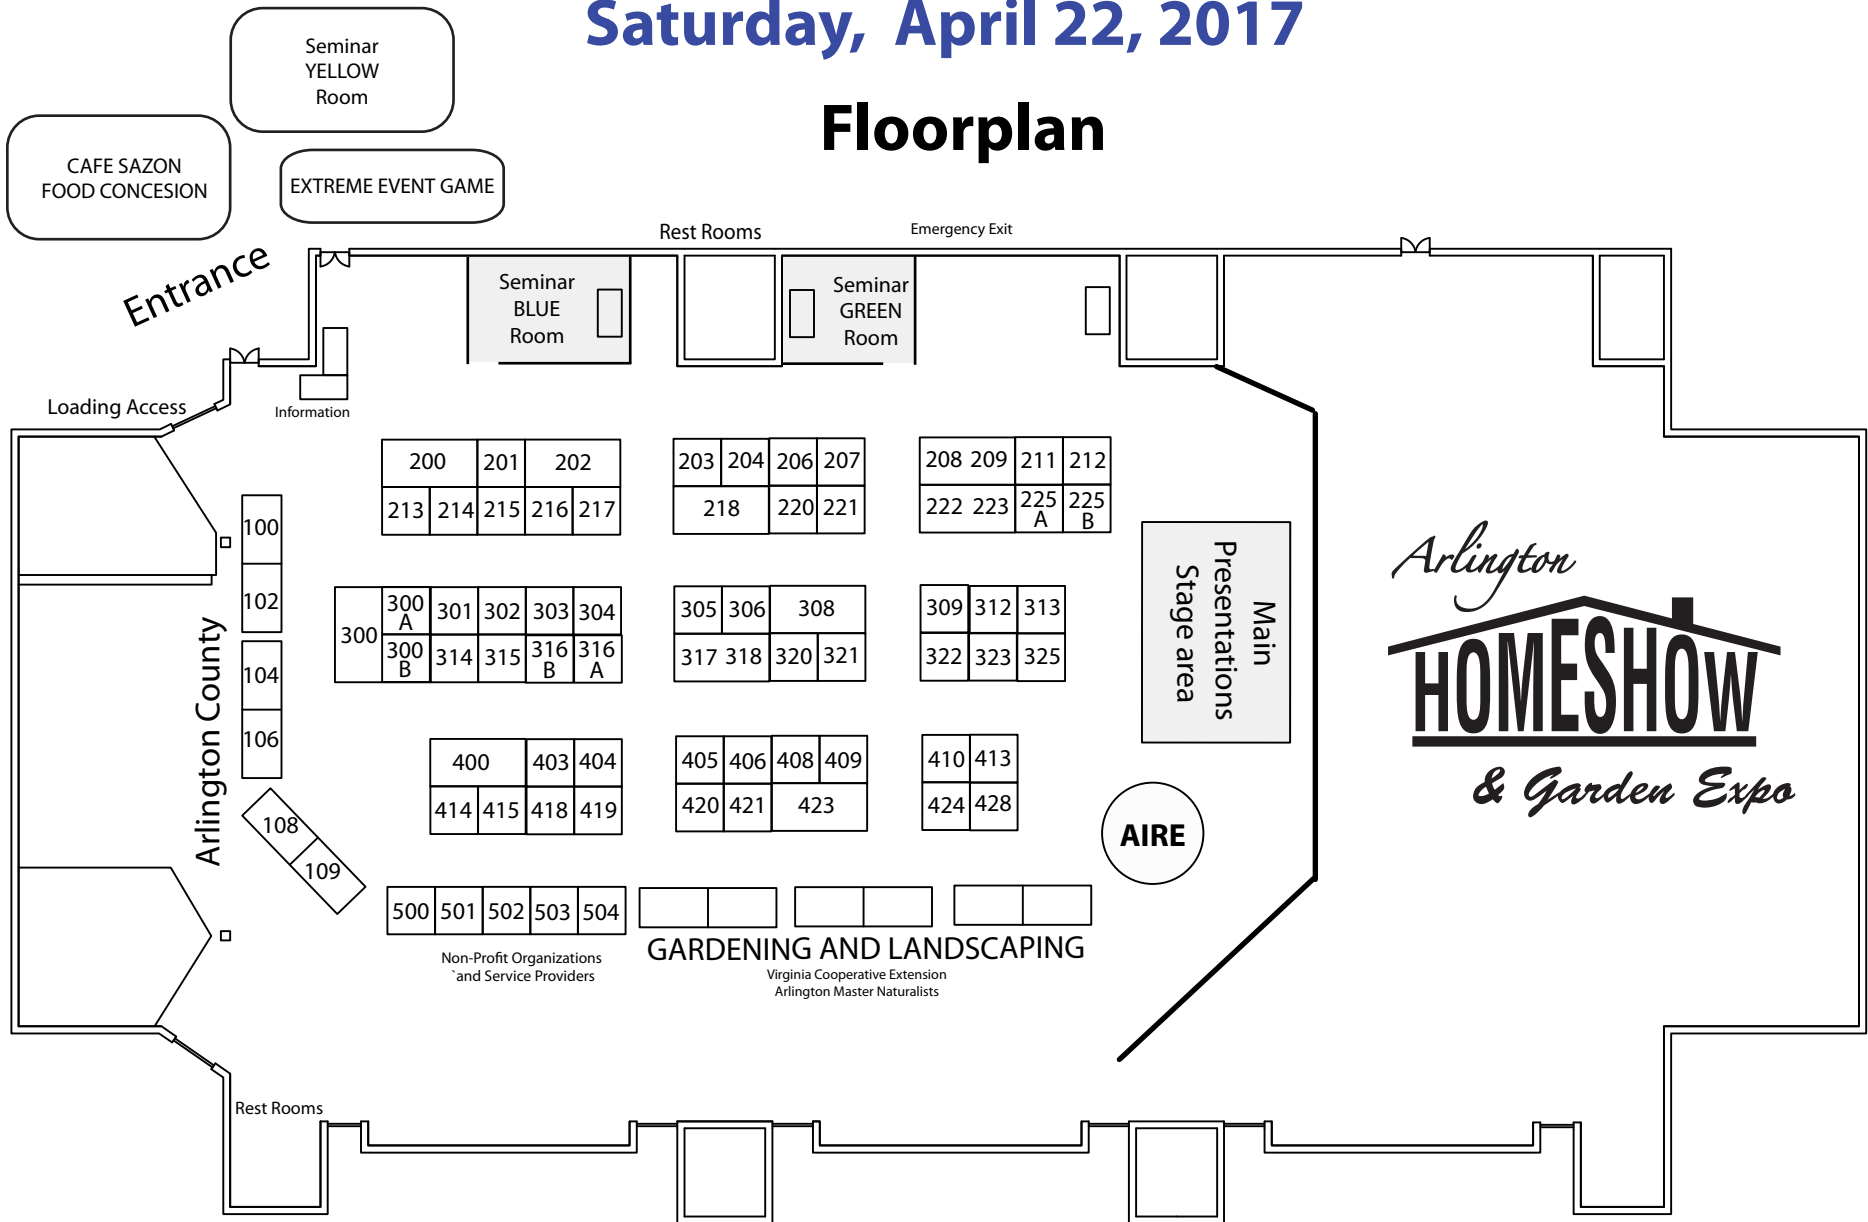 Saturday, April 22, 2017
Floorplan
Seminar
YELLOW
Room
CAFE SAZON
FOOD CONCESION
EXTREME EVENT GAME
Entrance
Rest Rooms
Emergency Exit
Seminar
BLUE
Room
Seminar
GREEN
Room
Loading Access
Information
200 201 202
213 214 215 216 217
203 204 206 207
218 220 221
208 209 211 212
222 223 225 A 225 B
100
102
104
106
108
109
Arlington County
300
300 A 301 302 303 304
300 B 314 315 316 B 316 A
305 306 308
317 318 320 321
309 312 313
322 323 325
Main
Presentations
Stage area
400 403 404
414 415 418 419
405 406 408 409
420 421 423
410 413
424 428
AIRE
Arlington
HOMESHOW
& Garden Expo
500 501 502 503 504
Non-Profit Organizations
`and Service Providers
GARDENING AND LANDSCAPING
Virginia Cooperative Extension
Arlington Master Naturalists
Rest Rooms